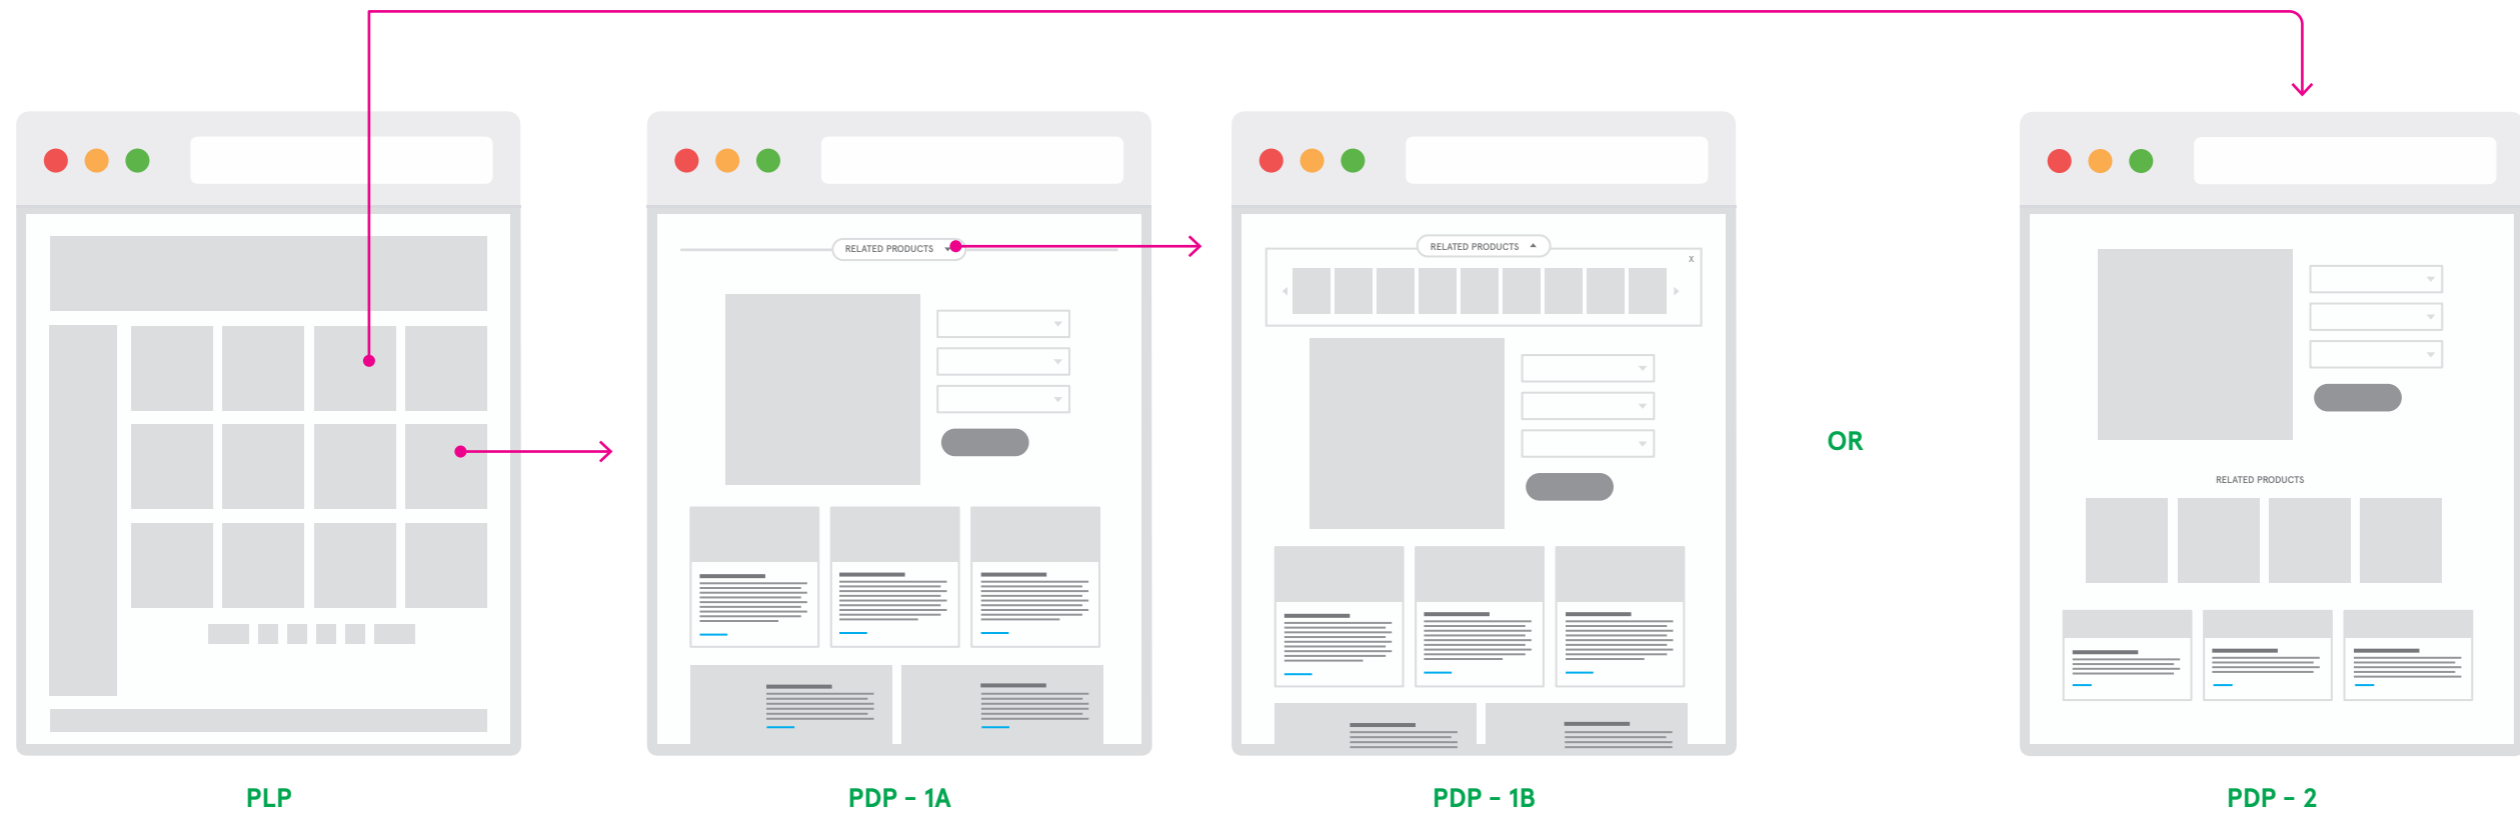 RELATED PRODUCTS
RELATED PRODUCTS
x
OR
RELATED PRODUCTS
PLP
PDP – 1A
PDP – 1B
PDP – 2